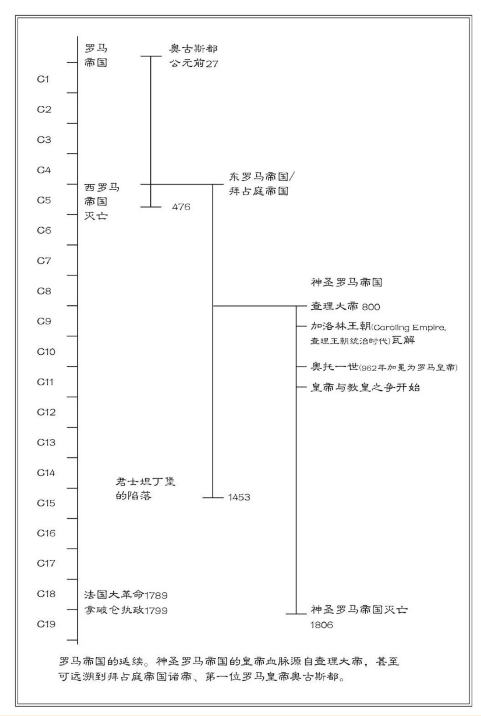 罗马
帝国
奥古斯都
公元前27
C1
C2
C3
C4
东罗马帝国/
拜占庭帝国
西罗马
帝国
灭亡
C5
476
C6
C7
神圣罗马帝国
C8
查理大帝 800
C9
加洛林王朝(Caroling Empire,
查理王朝统治时代)瓦解
C10
奥托一世(962年加冕为罗马皇帝)
C11
皇帝与教皇之争开始
C12
C13
C14
君士坦丁堡
的陷落
C15
1453
C16
C17
C18
法国大革命1789
拿破仑执政1799
C19
神圣罗马帝国灭亡
1806
罗马帝国的延续。神圣罗马帝国的皇帝血脉源自查理大帝，甚至
可远溯到拜占庭帝国诸帝、第一位罗马皇帝奥古斯都。